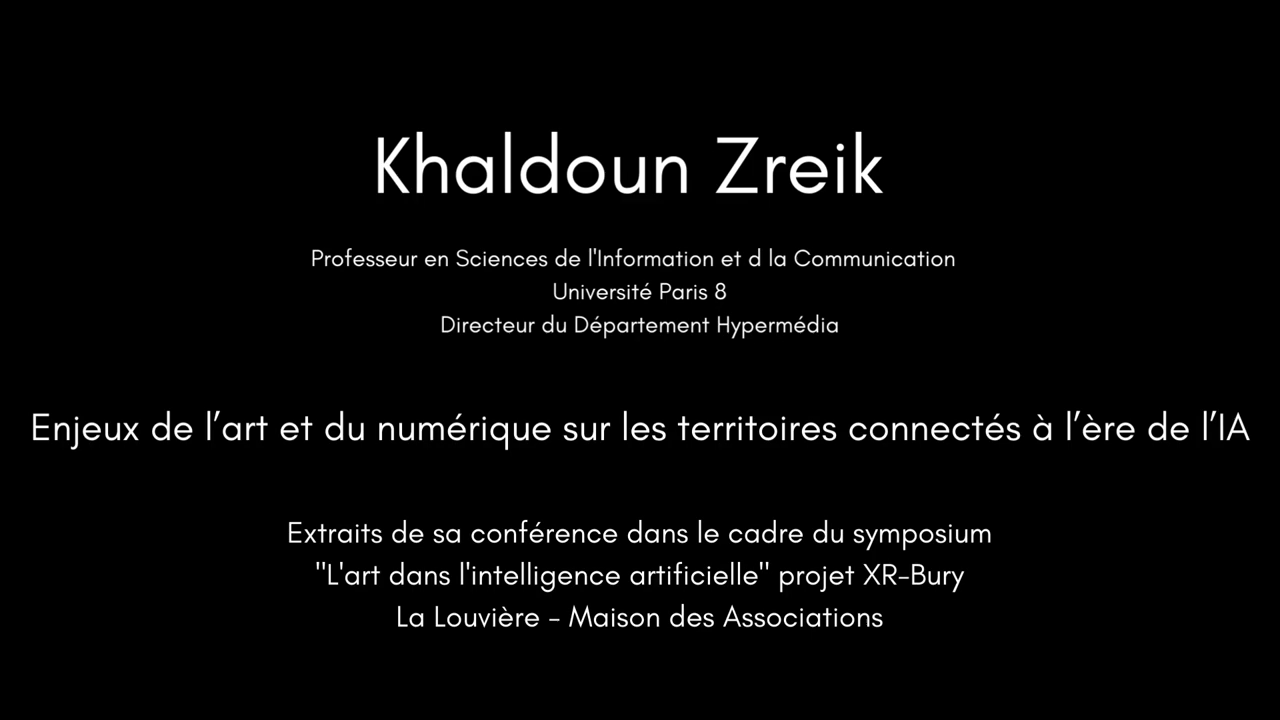 Khaldoun Zreik
Professeur en Sciences de l'Information et d la Communication
Université Paris 8
Directeur du Département Hypermédia
Enjeux de l’art et du numérique sur les territoires connectés à l’ère de l’IA
Extraits de sa conférence dans le cadre du symposium
"L'art dans l'intelligence artificielle" projet XR-Bury
La Louvière - Maison des Associations